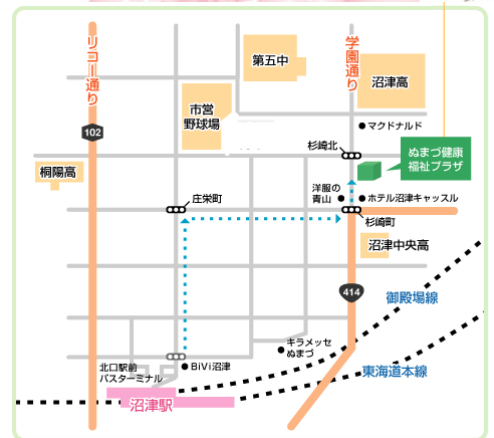 リコー通り
第五中
学園通り
沼津高
市営
野球場
マクドナルド
102
杉崎北
ぬまづ健康
福祉プラザ
桐陽高
洋服の
青山
ホテル沼津キャッスル
庄栄町
杉崎町
沼津中央高
414
御殿場線
キラメッセ
ぬまづ
北口駅前
バスターミナル
BiVi沼津
東海道本線
沼津駅